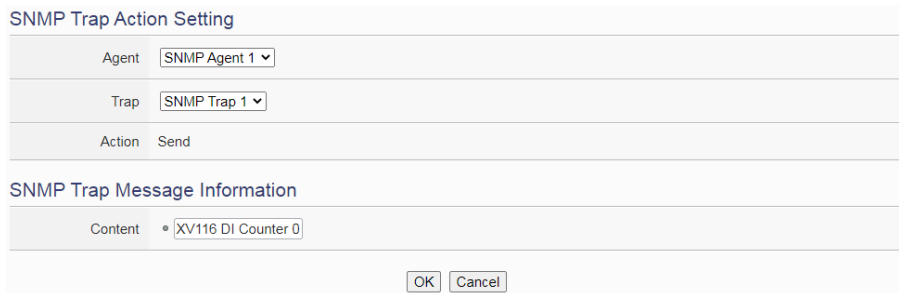 SNMP Trap Action Setting
Agent SNMP Agent 1
Trap SNMP Trap 1
Action Send
SNMP Trap Message Information
Content XV116 DI Counter 0
OK Cancel